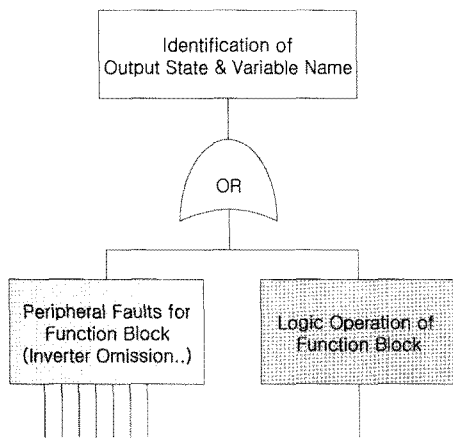 Identification of
Output State & Variable Name
OR
Peripheral Faults for
Function Block
(Inverter Omission..)
Logic Operation of
Function Block